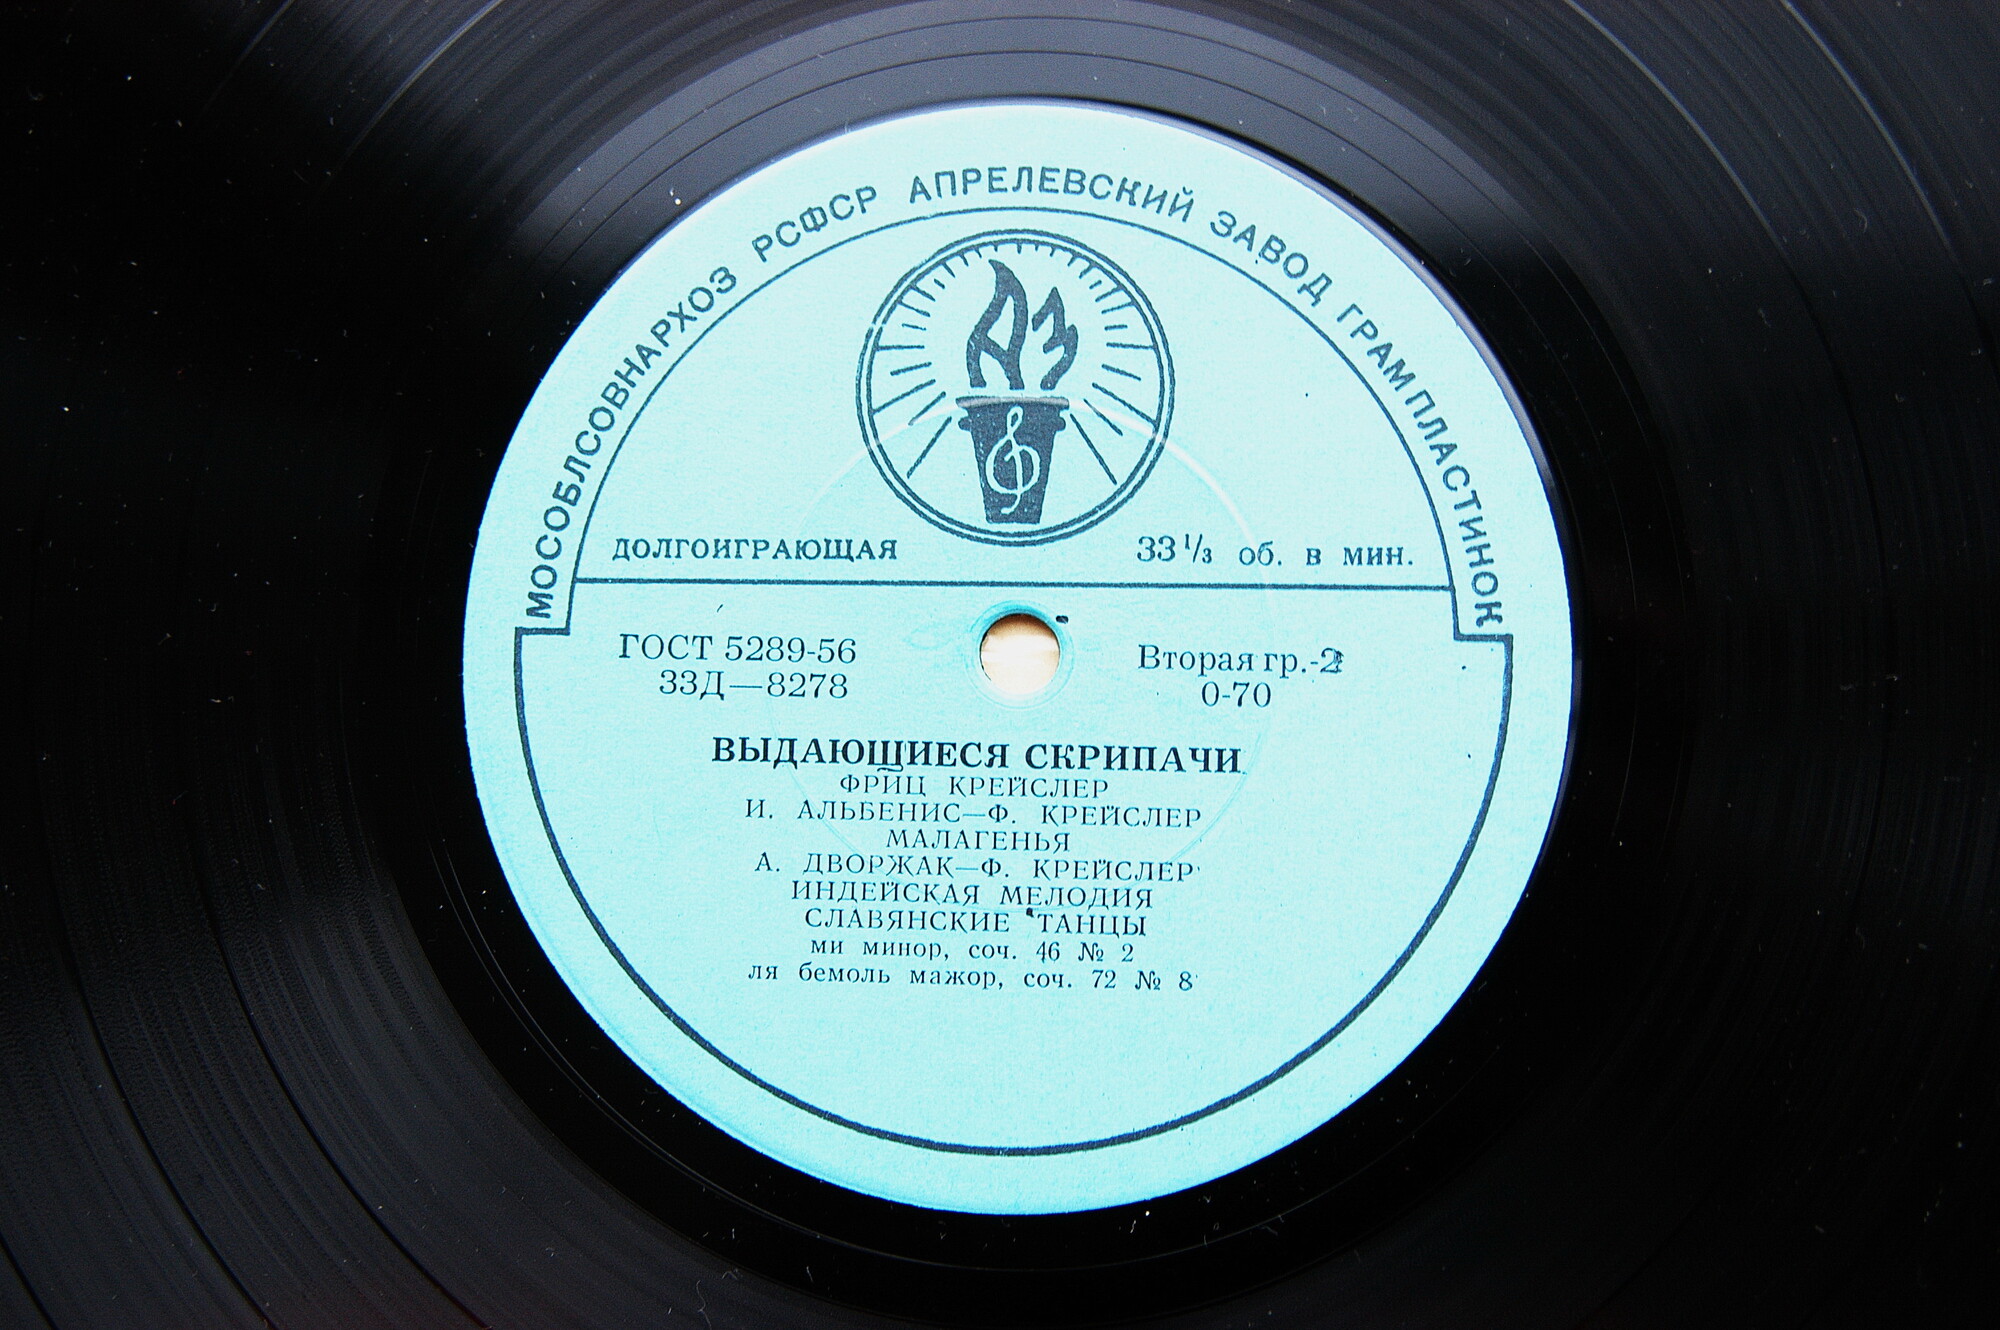 МОСОБЛСОВНАРХОЗ РСФСР АПРЕЛЕВСКИЙ ЗАВОД ГРАМПЛАСТИНОК
АЗ
ДОЛГОИГРАЮЩАЯ 33 1/3 об. в мин.
ГОСТ 5289-56 Вторая гр.-2
33Д—8278 0-70
ВЫДАЮЩИЕСЯ СКРИПАЧИ
ФРИЦ КРЕЙСЛЕР
И. АЛЬБЕНИС—Ф. КРЕЙСЛЕР
МАЛАГЕНЬЯ
А. ДВОРЖАК—Ф. КРЕЙСЛЕР
ИНДЕЙСКАЯ МЕЛОДИЯ
СЛАВЯНСКИЕ ТАНЦЫ
ми минор, соч. 46 № 2
ля бемоль мажор, соч. 72 № 8